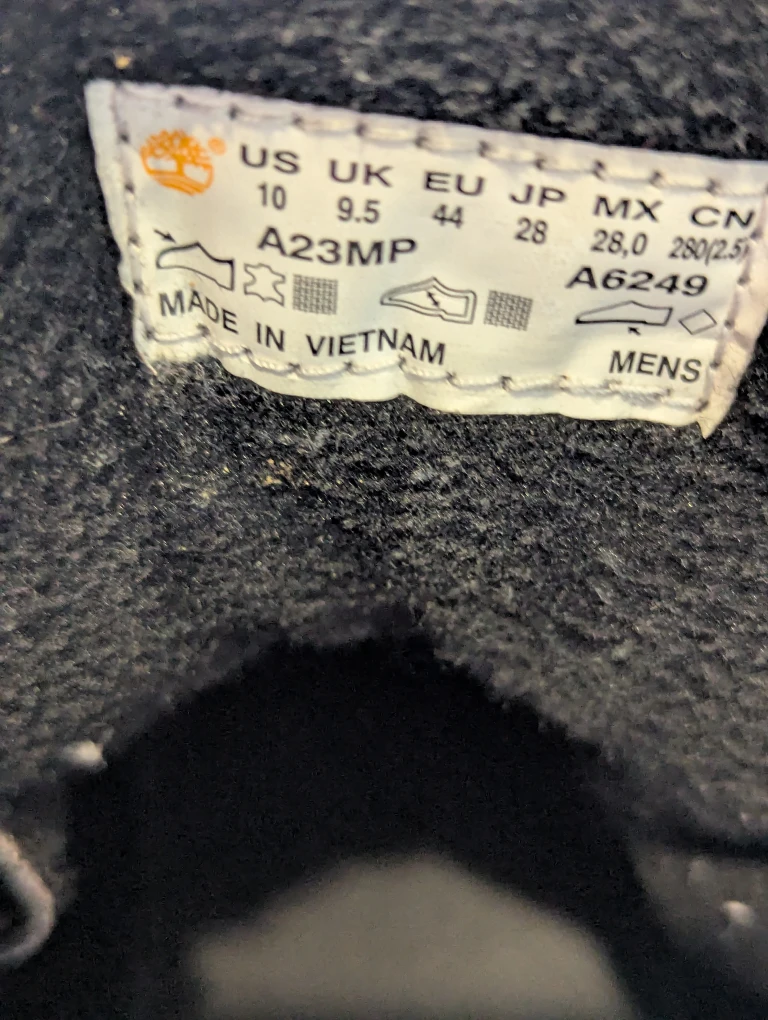 US UK EU JP MX CN
10 9.5 44 28 28,0 280(2.5)
A23MP A6249
MADE IN VIETNAM MENS